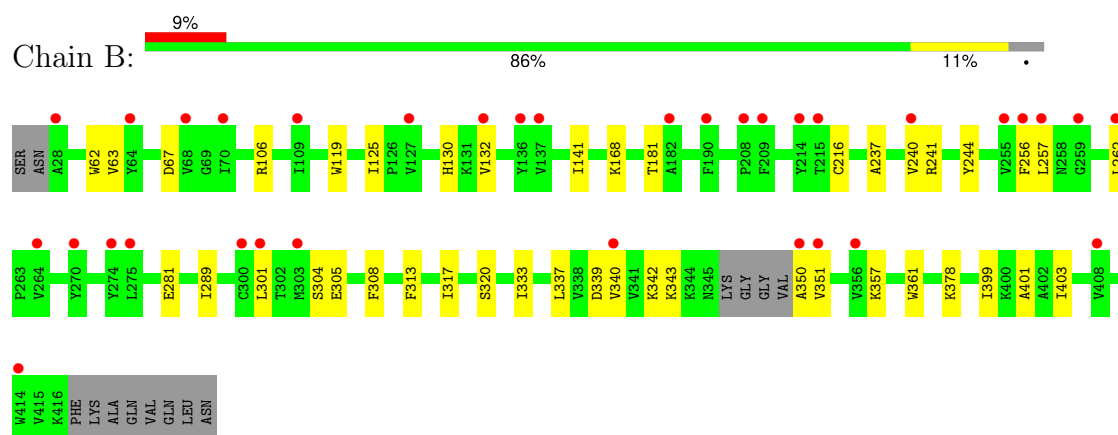 9%
Chain B:
86% 11% •
SER ASN A28 W62 V63 Y64 D67 V68 G69 I70 R106 I109 W119 I125 P126 V127 H130 K131 V132 Y136 V137 I141 K168 T181 A182 F190 P208 F209 Y214 T215 C216 A237 V240 R241 Y244 V255 F256 L257 N258 G259 L262
P263 V264 Y270 Y274 L275 E281 I289 C300 L301 T302 M303 S304 E305 F308 F313 I317 S320 I333 L337 V338 D339 V340 V341 K342 K343 K344 N345 LYS GLY GLY VAL A350 V351 V356 K357 W361 K378 I399 K400 A401 A402 I403 V408
W414 V415 K416 PHE LYS ALA GLN VAL GLN LEU ASN